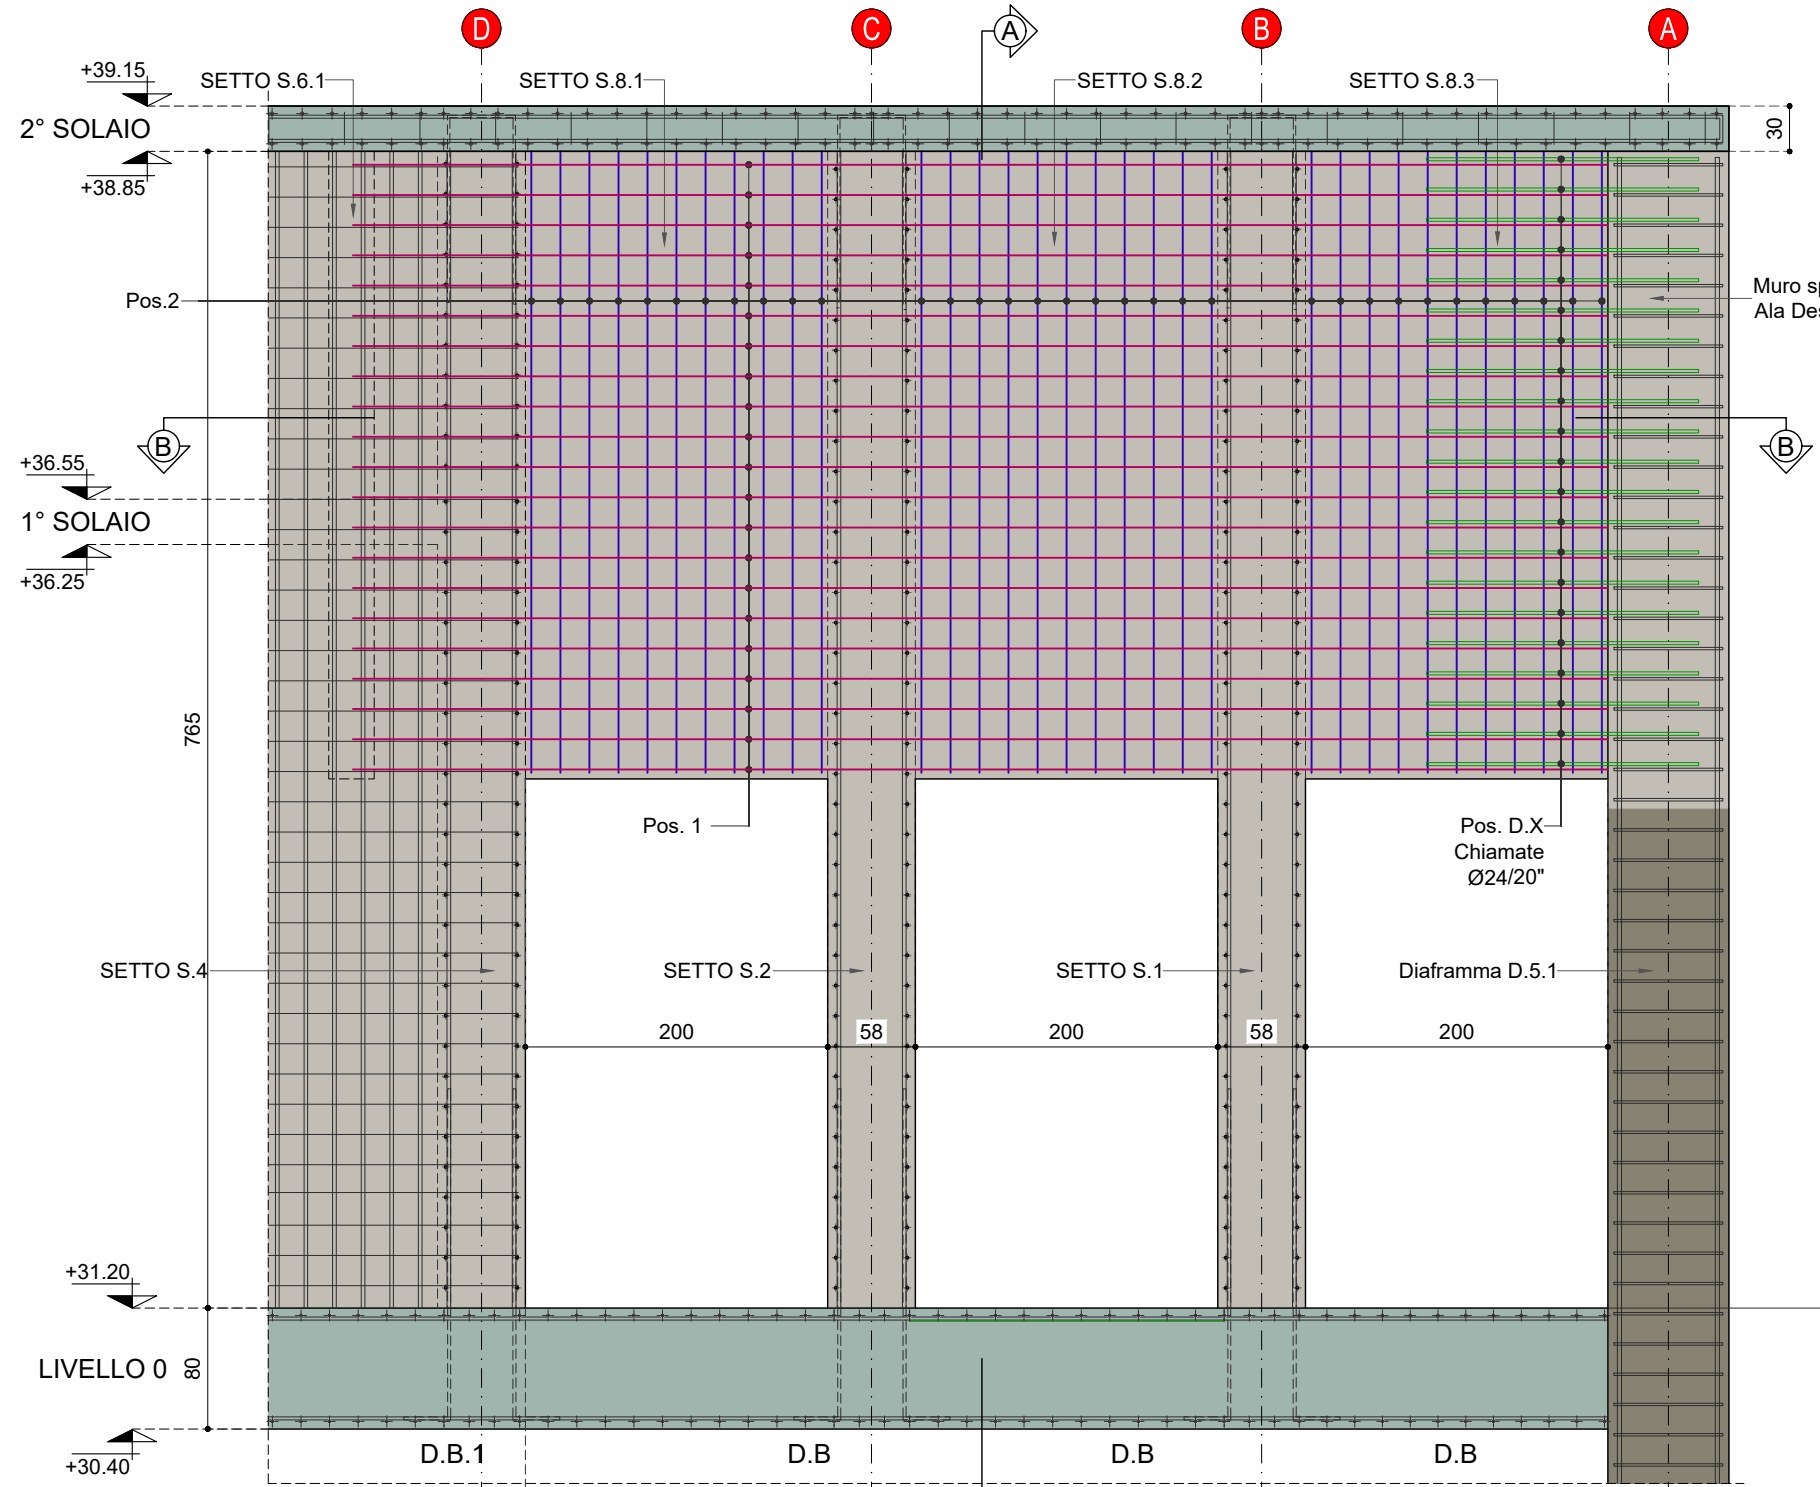 D
C
A
B
A
+39.15
SETTO S.6.1
SETTO S.8.1
SETTO S.8.2
SETTO S.8.3
2° SOLAIO
30
+38.85
Pos.2
Muro sp
Ala Des
B
B
+36.55
1° SOLAIO
+36.25
765
Pos. 1
Pos. D.X
Chiamate
Ø24/20"
SETTO S.4
SETTO S.2
SETTO S.1
Diaframma D.5.1
200
58
200
58
200
+31.20
LIVELLO 0
80
+30.40
D.B.1
D.B
D.B
D.B